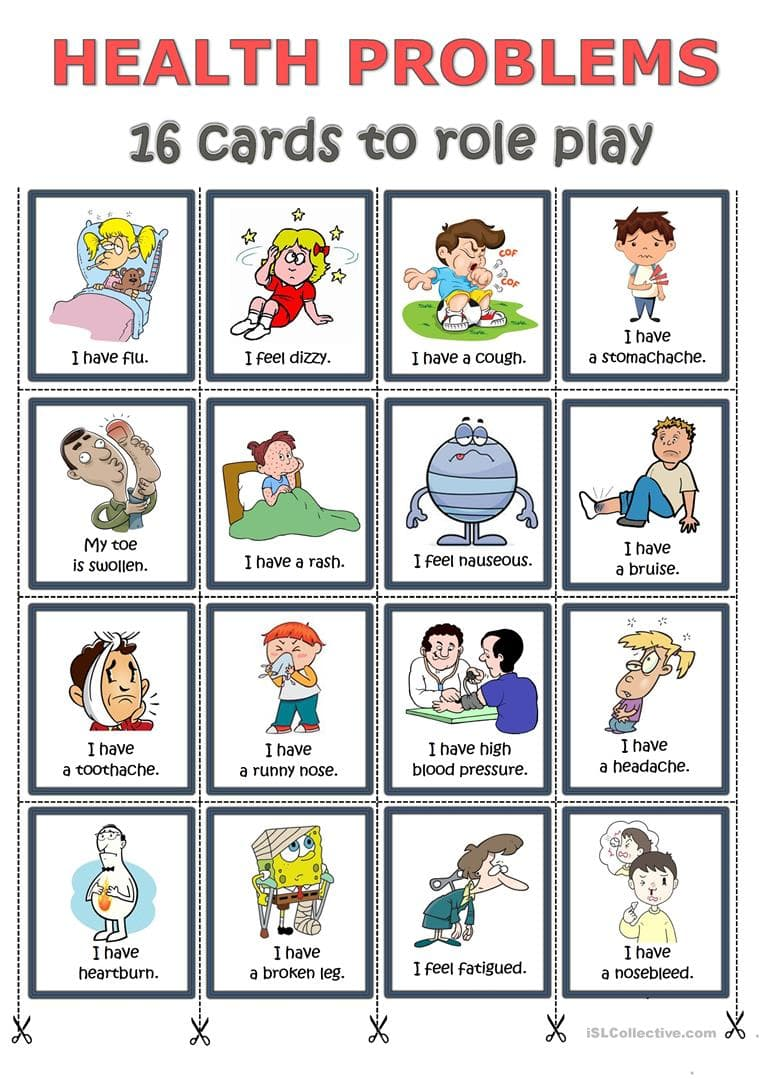 HEALTH PROBLEMS
16 cards to role play
I have flu.
I feel dizzy.
COF
COF
I have a cough.
I have
a stomachache.
My toe
is swollen.
I have a rash.
I feel nauseous.
I have
a bruise.
I have
a toothache.
I have
a runny nose.
I have high
blood pressure.
I have
a headache.
I have
heartburn.
I have
a broken leg.
I feel fatigued.
I have
a nosebleed.
iSLCollective.com